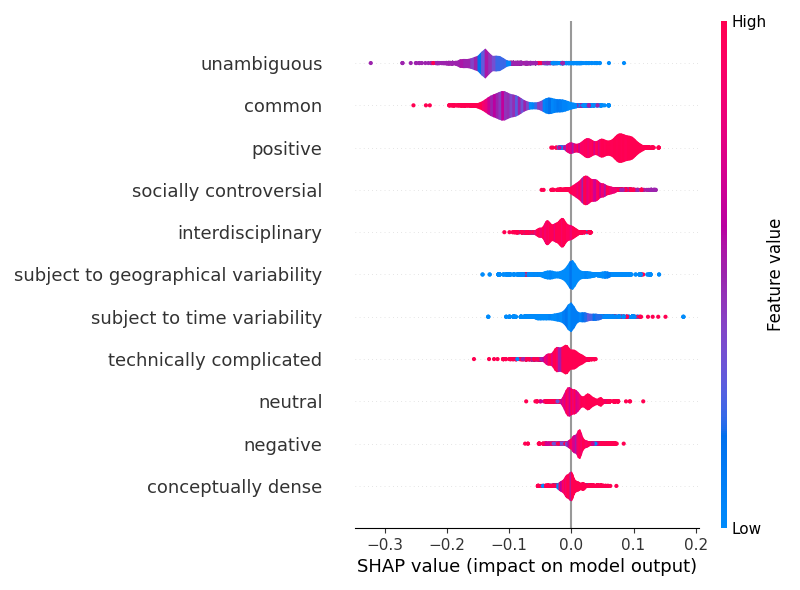 High
unambiguous
common
positive
socially controversial
interdisciplinary
subject to geographical variability
subject to time variability
technically complicated
neutral
negative
conceptually dense
Feature value
Low
−0.3 −0.2 −0.1 0.0 0.1 0.2
SHAP value (impact on model output)